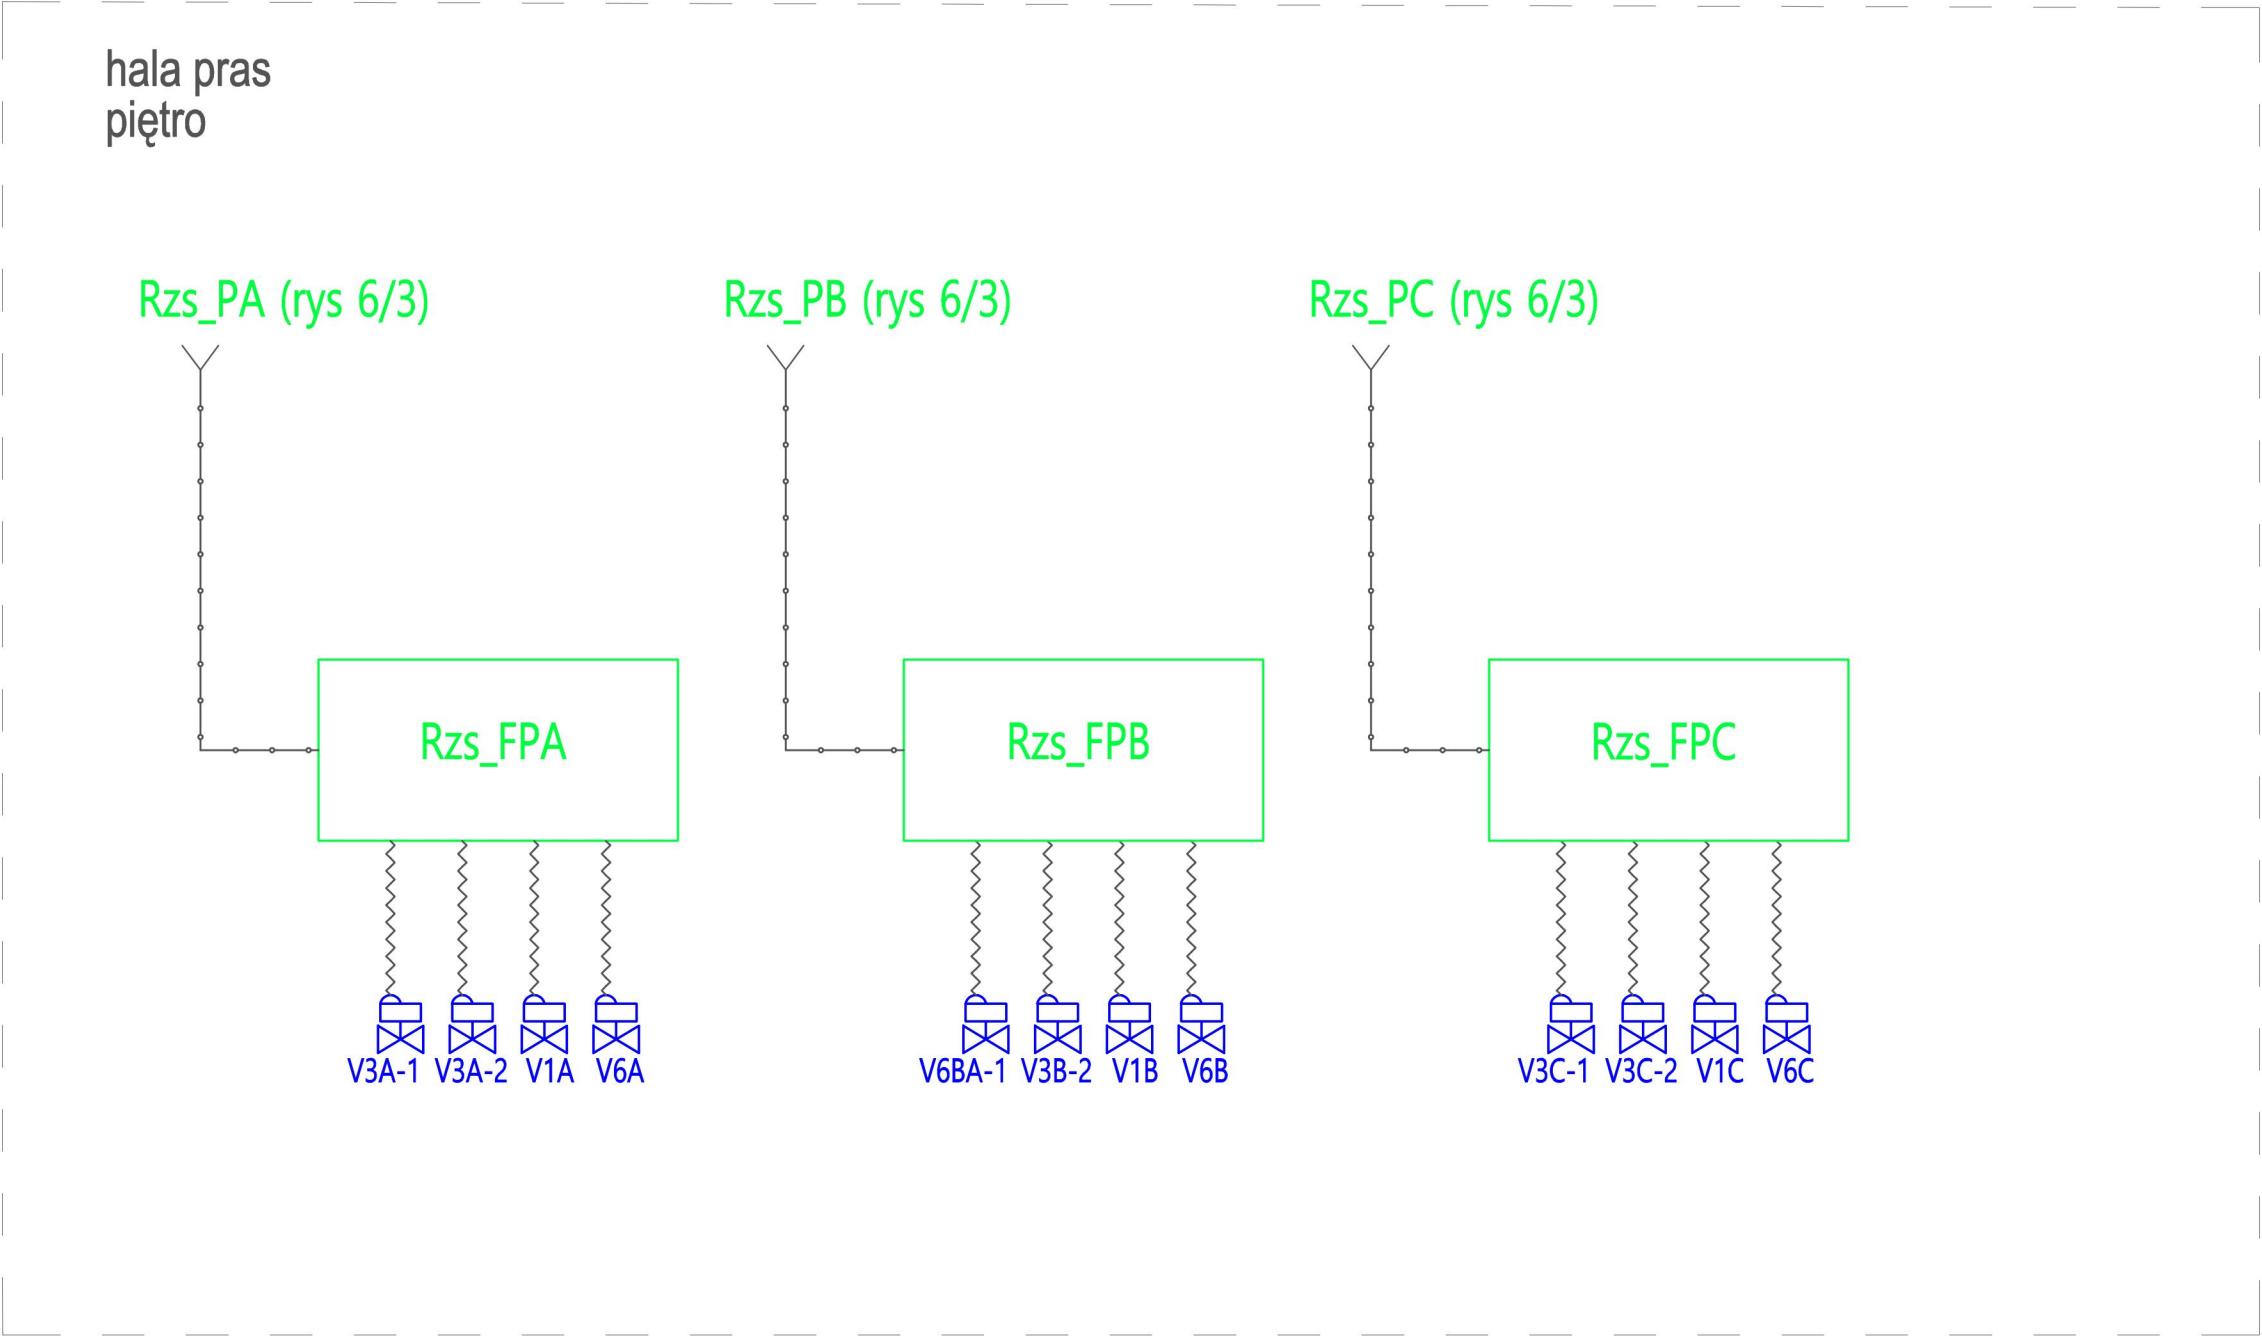 hala pras
piętro
Rzs_PA (rys 6/3)
Rzs_PB (rys 6/3)
Rzs_PC (rys 6/3)
Rzs_FPA
Rzs_FPB
Rzs_FPC
V3A-1 V3A-2 V1A V6A
V6BA-1 V3B-2 V1B V6B
V3C-1 V3C-2 V1C V6C